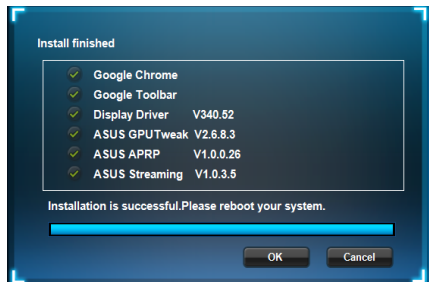 Install finished
Google Chrome
Google Toolbar
Display Driver V340.52
ASUS GPUTweak V2.6.8.3
ASUS APRP V1.0.0.26
ASUS Streaming V1.0.3.5
Installation is successful.Please reboot your system.
OK Cancel